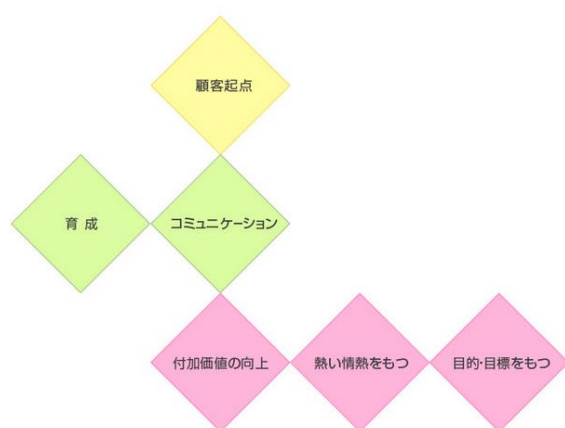 顧客起点
育成
コミュニケーション
付加価値の向上
熱い情熱をもつ
目的・目標をもつ